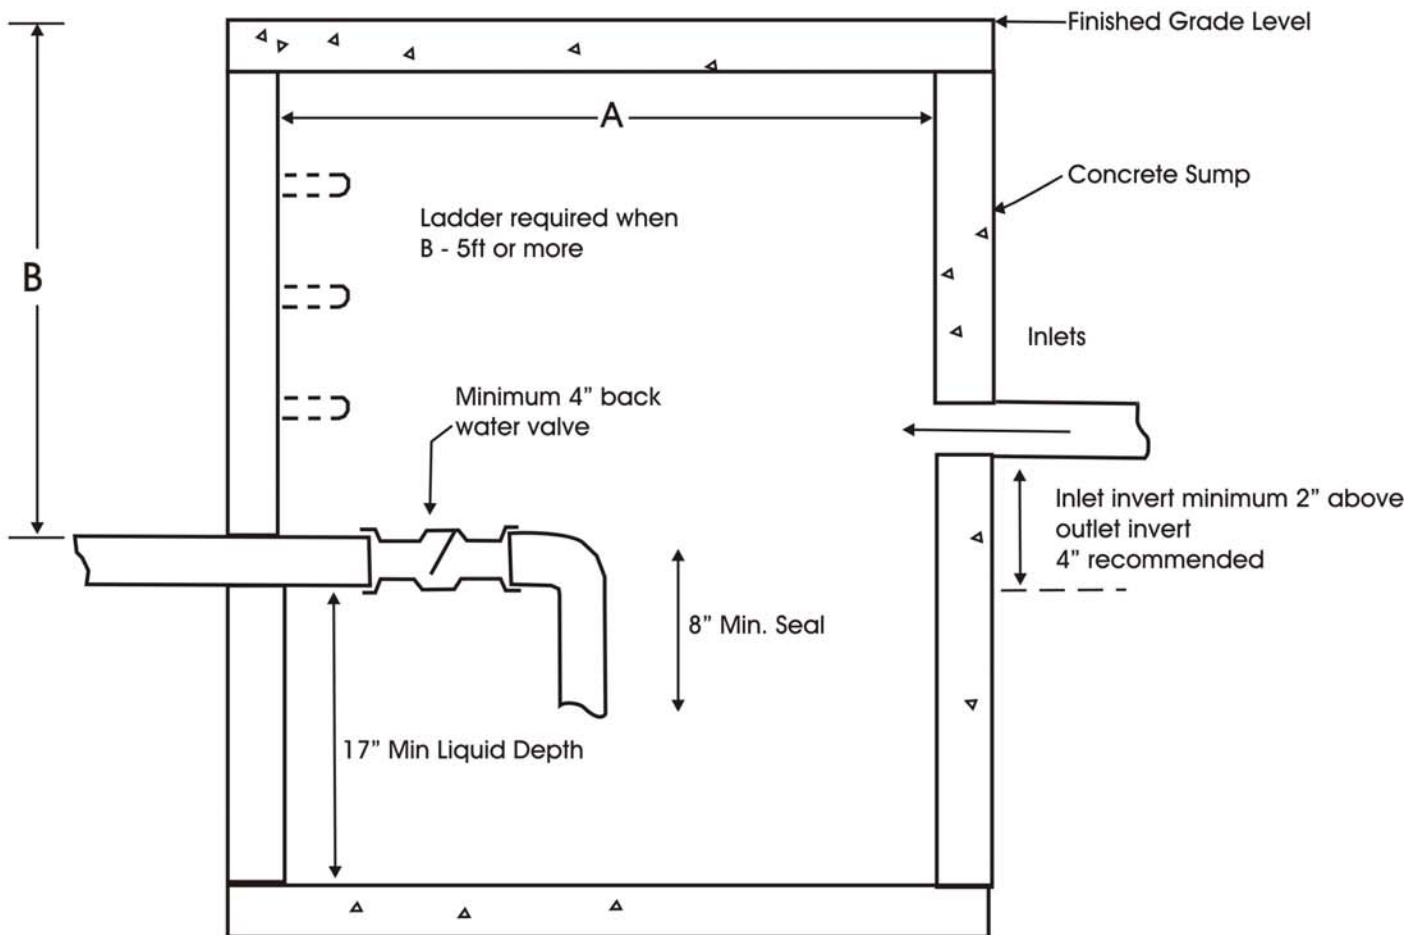 Finished Grade Level
A
Concrete Sump
Ladder required when
B - 5ft or more
B
Inlets
Minimum 4” back
water valve
Inlet invert minimum 2” above
outlet invert
4” recommended
8” Min. Seal
17” Min Liquid Depth